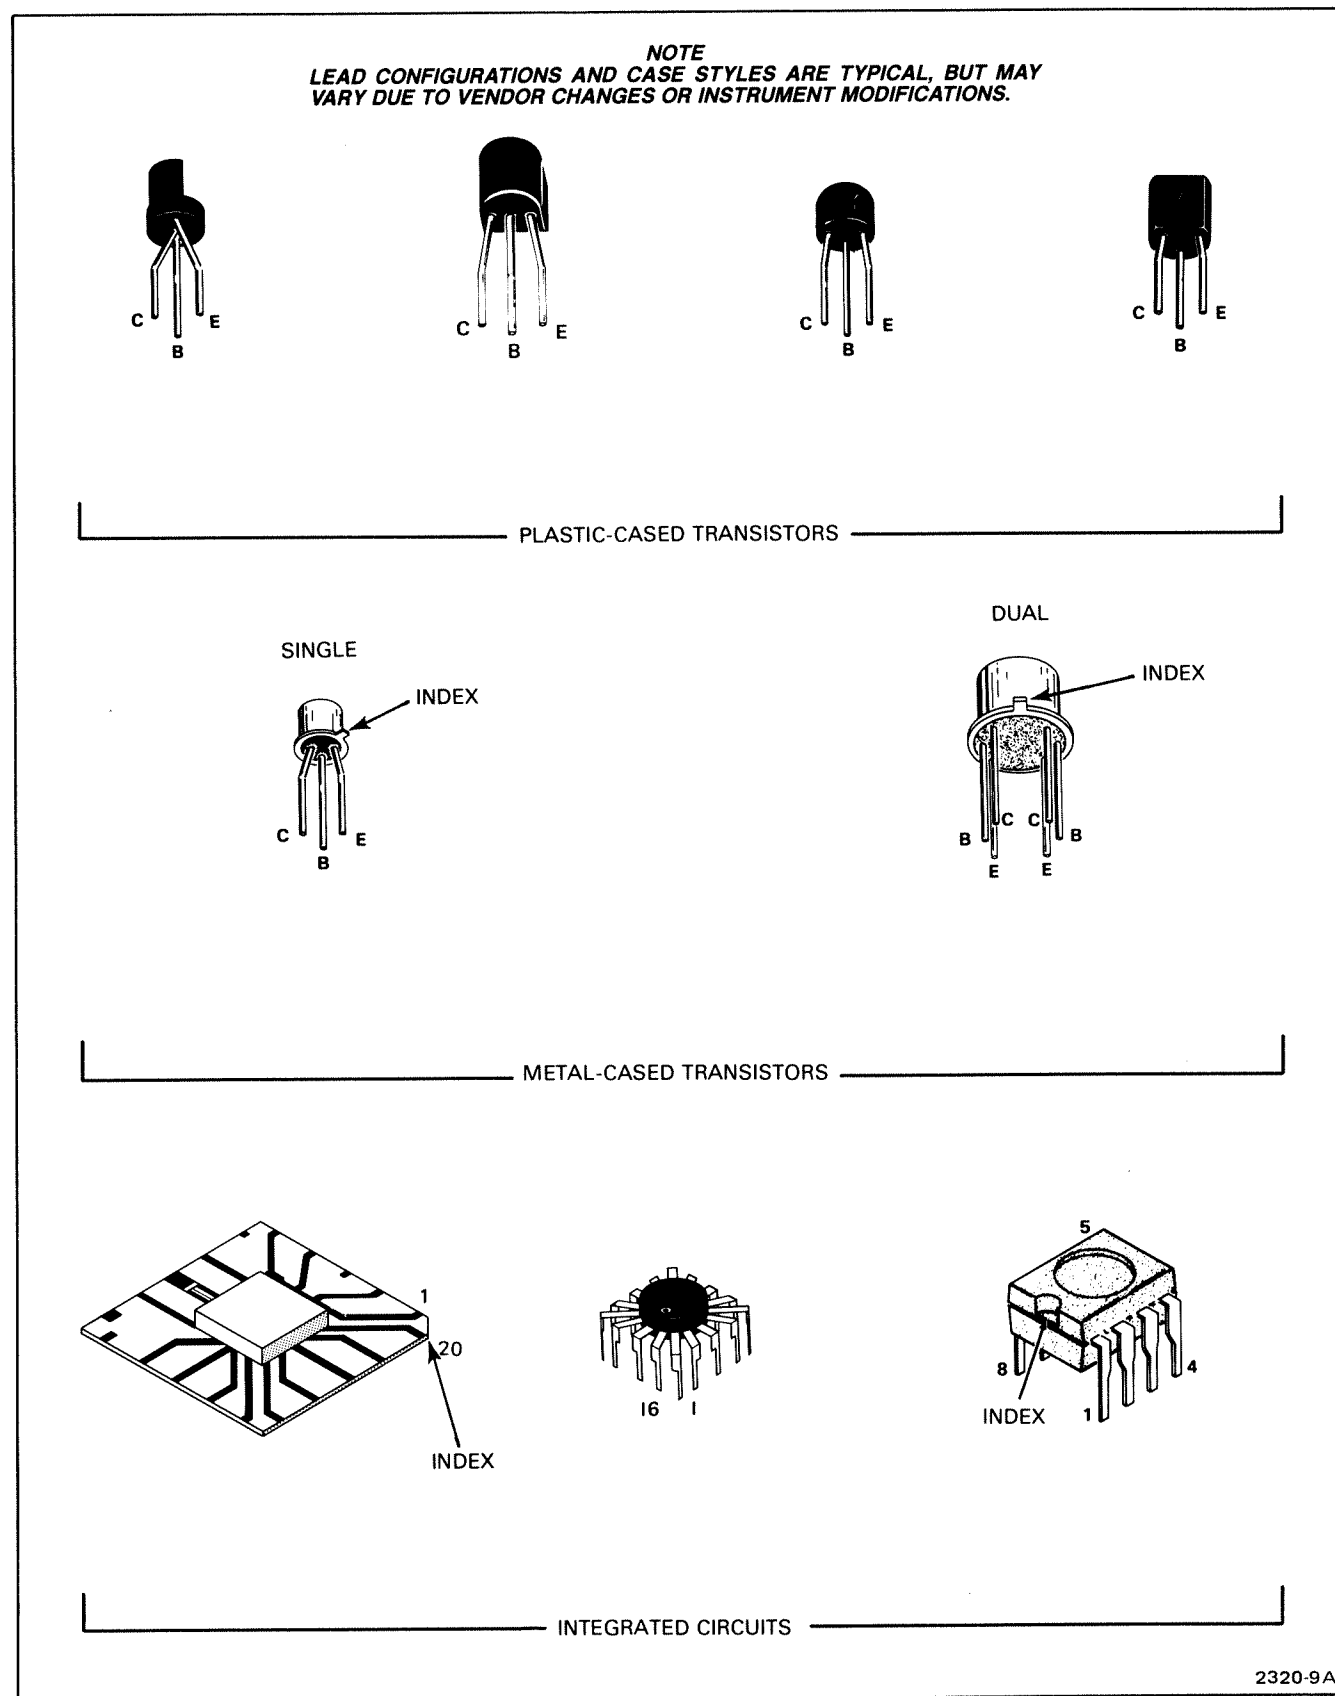 NOTE
LEAD CONFIGURATIONS AND CASE STYLES ARE TYPICAL, BUT MAY
VARY DUE TO VENDOR CHANGES OR INSTRUMENT MODIFICATIONS.
C
B
E
C
B
E
C
B
E
C
B
E
PLASTIC-CASED TRANSISTORS
SINGLE
INDEX
C
B
E
DUAL
INDEX
B
C
C
B
E
E
METAL-CASED TRANSISTORS
1
20
INDEX
16
1
5
8
4
INDEX
1
INTEGRATED CIRCUITS
2320-9A